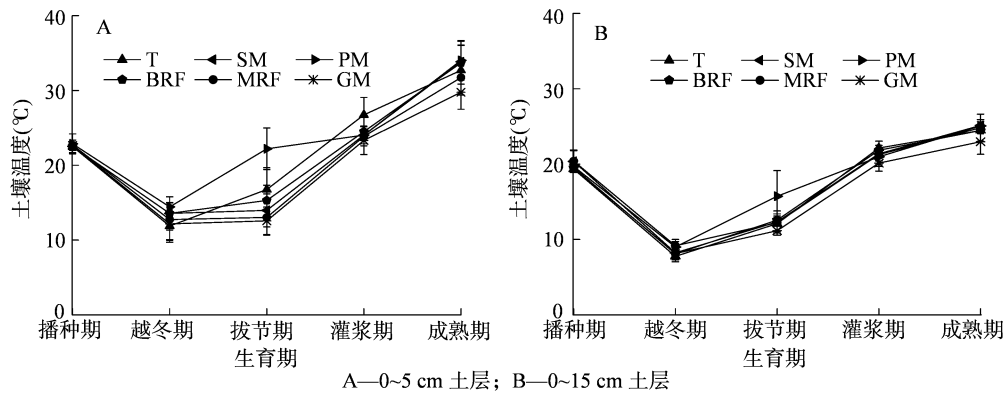 A
T SM PM
BRF MRF GM
土壤温度(℃)
40
30
20
10
0
播种期 越冬期 拔节期 灌浆期 成熟期
生育期
B
T SM PM
BRF MRF GM
土壤温度(℃)
40
30
20
10
0
播种期 越冬期 拔节期 灌浆期 成熟期
生育期
A—0~5 cm 土层；B—0~15 cm 土层